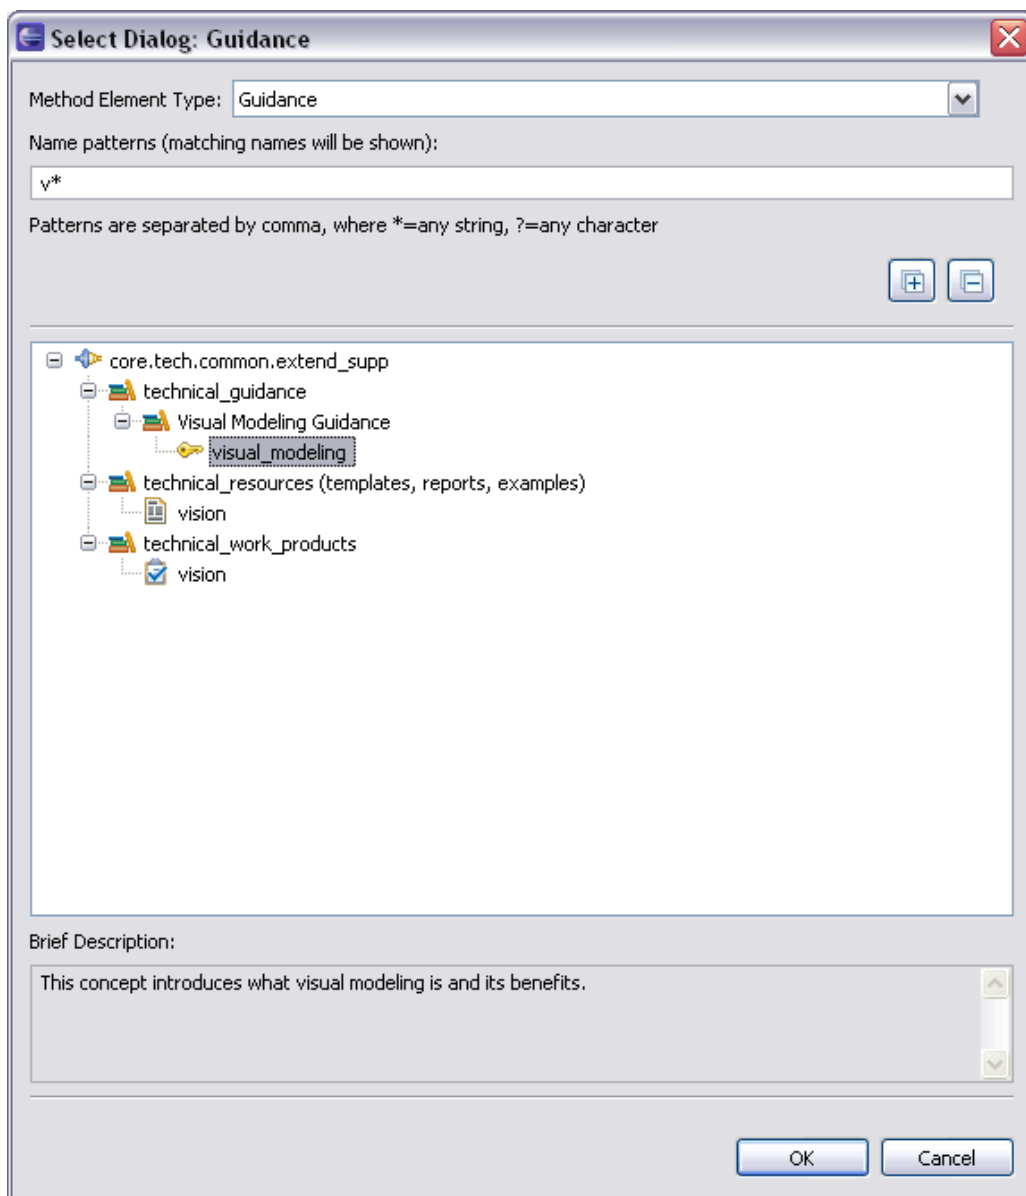 Select Dialog: Guidance
Method Element Type: Guidance
Name patterns (matching names will be shown):
v*
Patterns are separated by comma, where *=any string, ?=any character
core.tech.common.extend_supp
technical_guidance
Visual Modeling Guidance
visual_modeling
technical_resources (templates, reports, examples)
vision
technical_work_products
vision
Brief Description:
This concept introduces what visual modeling is and its benefits.
OK Cancel